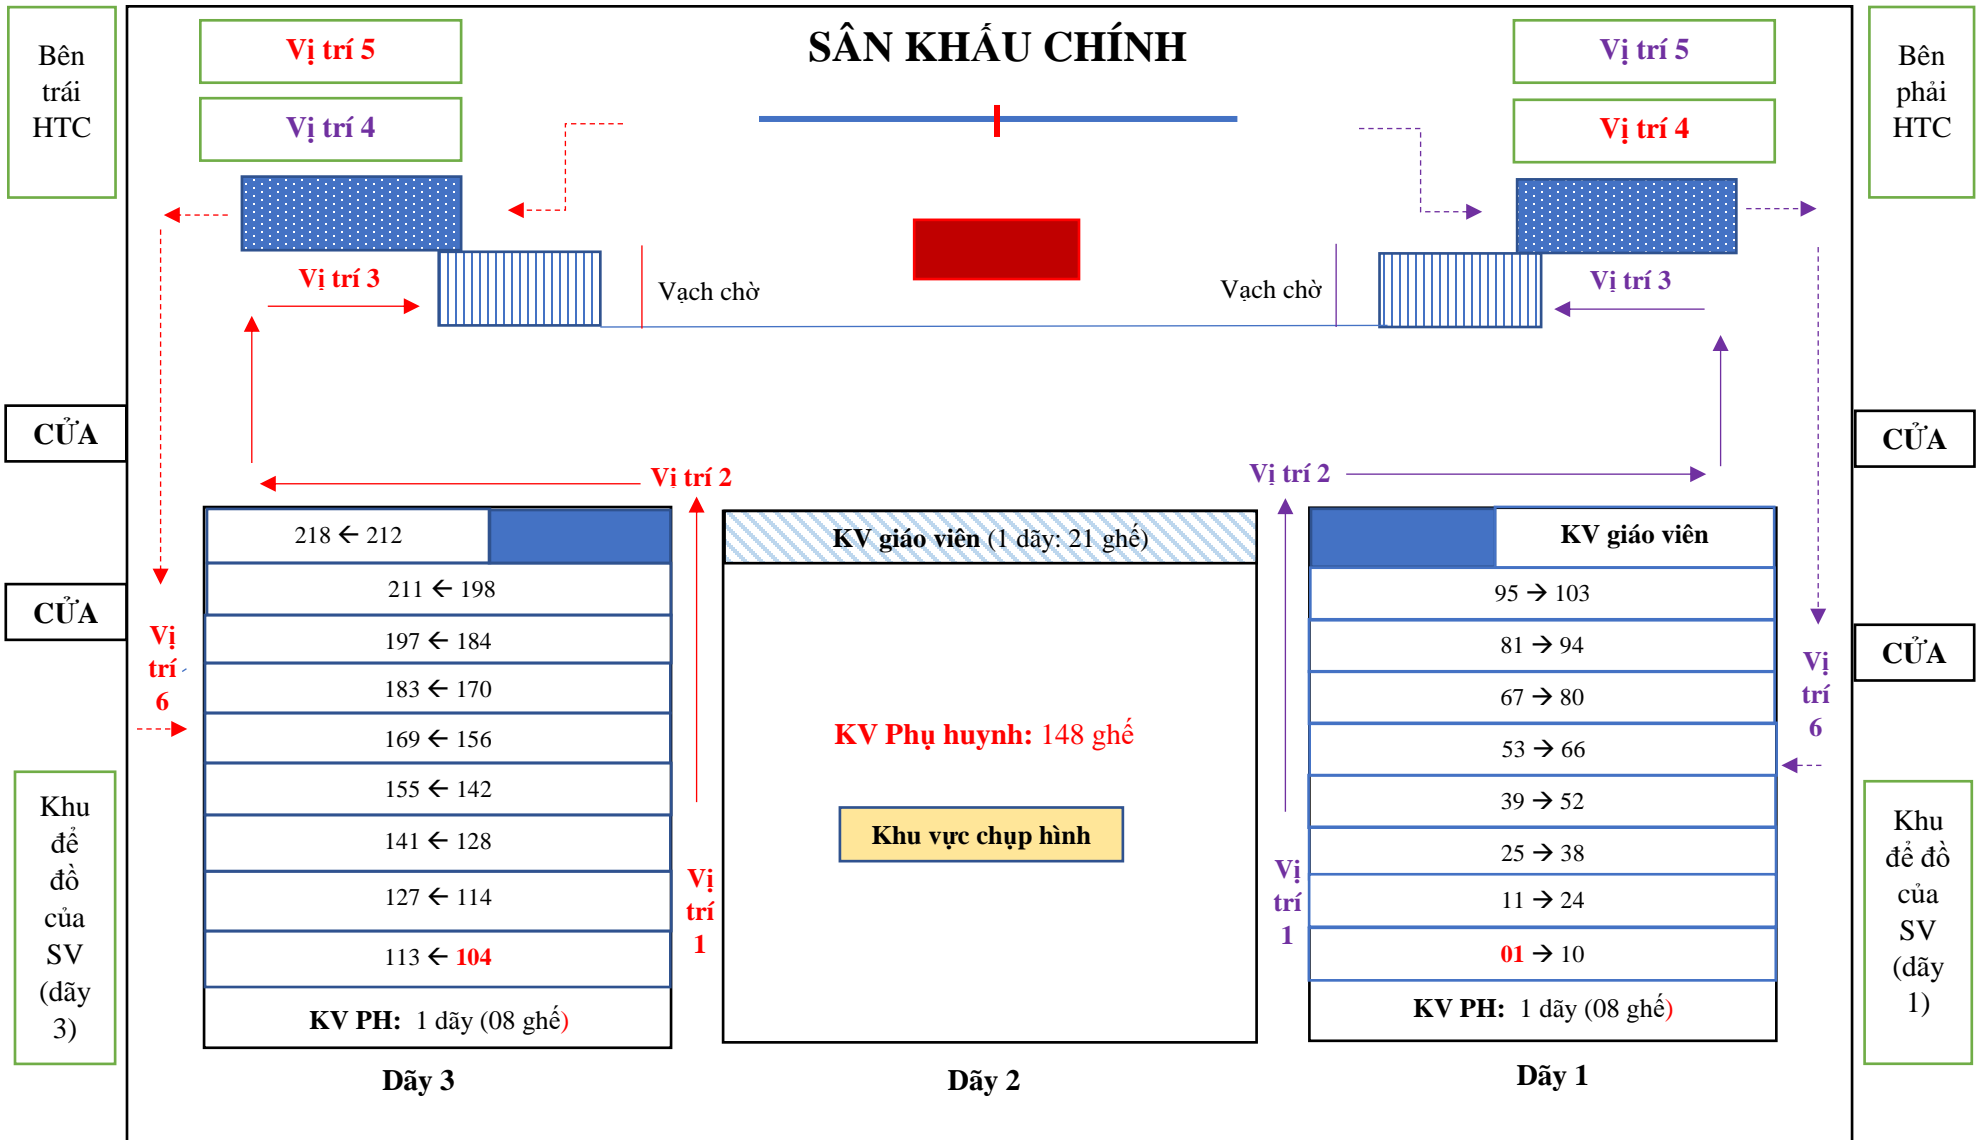 SÂN KHẤU CHÍNH
Bên
trái
HTC
Vị trí 5
Vị trí 4
Vị trí 5
Vị trí 4
Bên
phải
HTC
Vị trí 3
Vạch chờ
Vạch chờ
Vị trí 3
CỬA
CỬA
CỬA
CỬA
Vị trí 2
Vị trí 2
218 ← 212
211 ← 198
197 ← 184
183 ← 170
169 ← 156
155 ← 142
141 ← 128
127 ← 114
113 ← 104
KV PH: 1 dãy (08 ghế)
Dãy 3
Vị
trí
6
Khu
để
đồ
của
SV
(dãy
3)
Vị
trí
1
KV giáo viên (1 dãy: 21 ghế)
KV Phụ huynh: 148 ghế
Khu vực chụp hình
Dãy 2
Vị
trí
1
KV giáo viên
95 → 103
81 → 94
67 → 80
53 → 66
39 → 52
25 → 38
11 → 24
01 → 10
KV PH: 1 dãy (08 ghế)
Dãy 1
Vị
trí
6
Khu
để đồ
của
SV
(dãy
1)